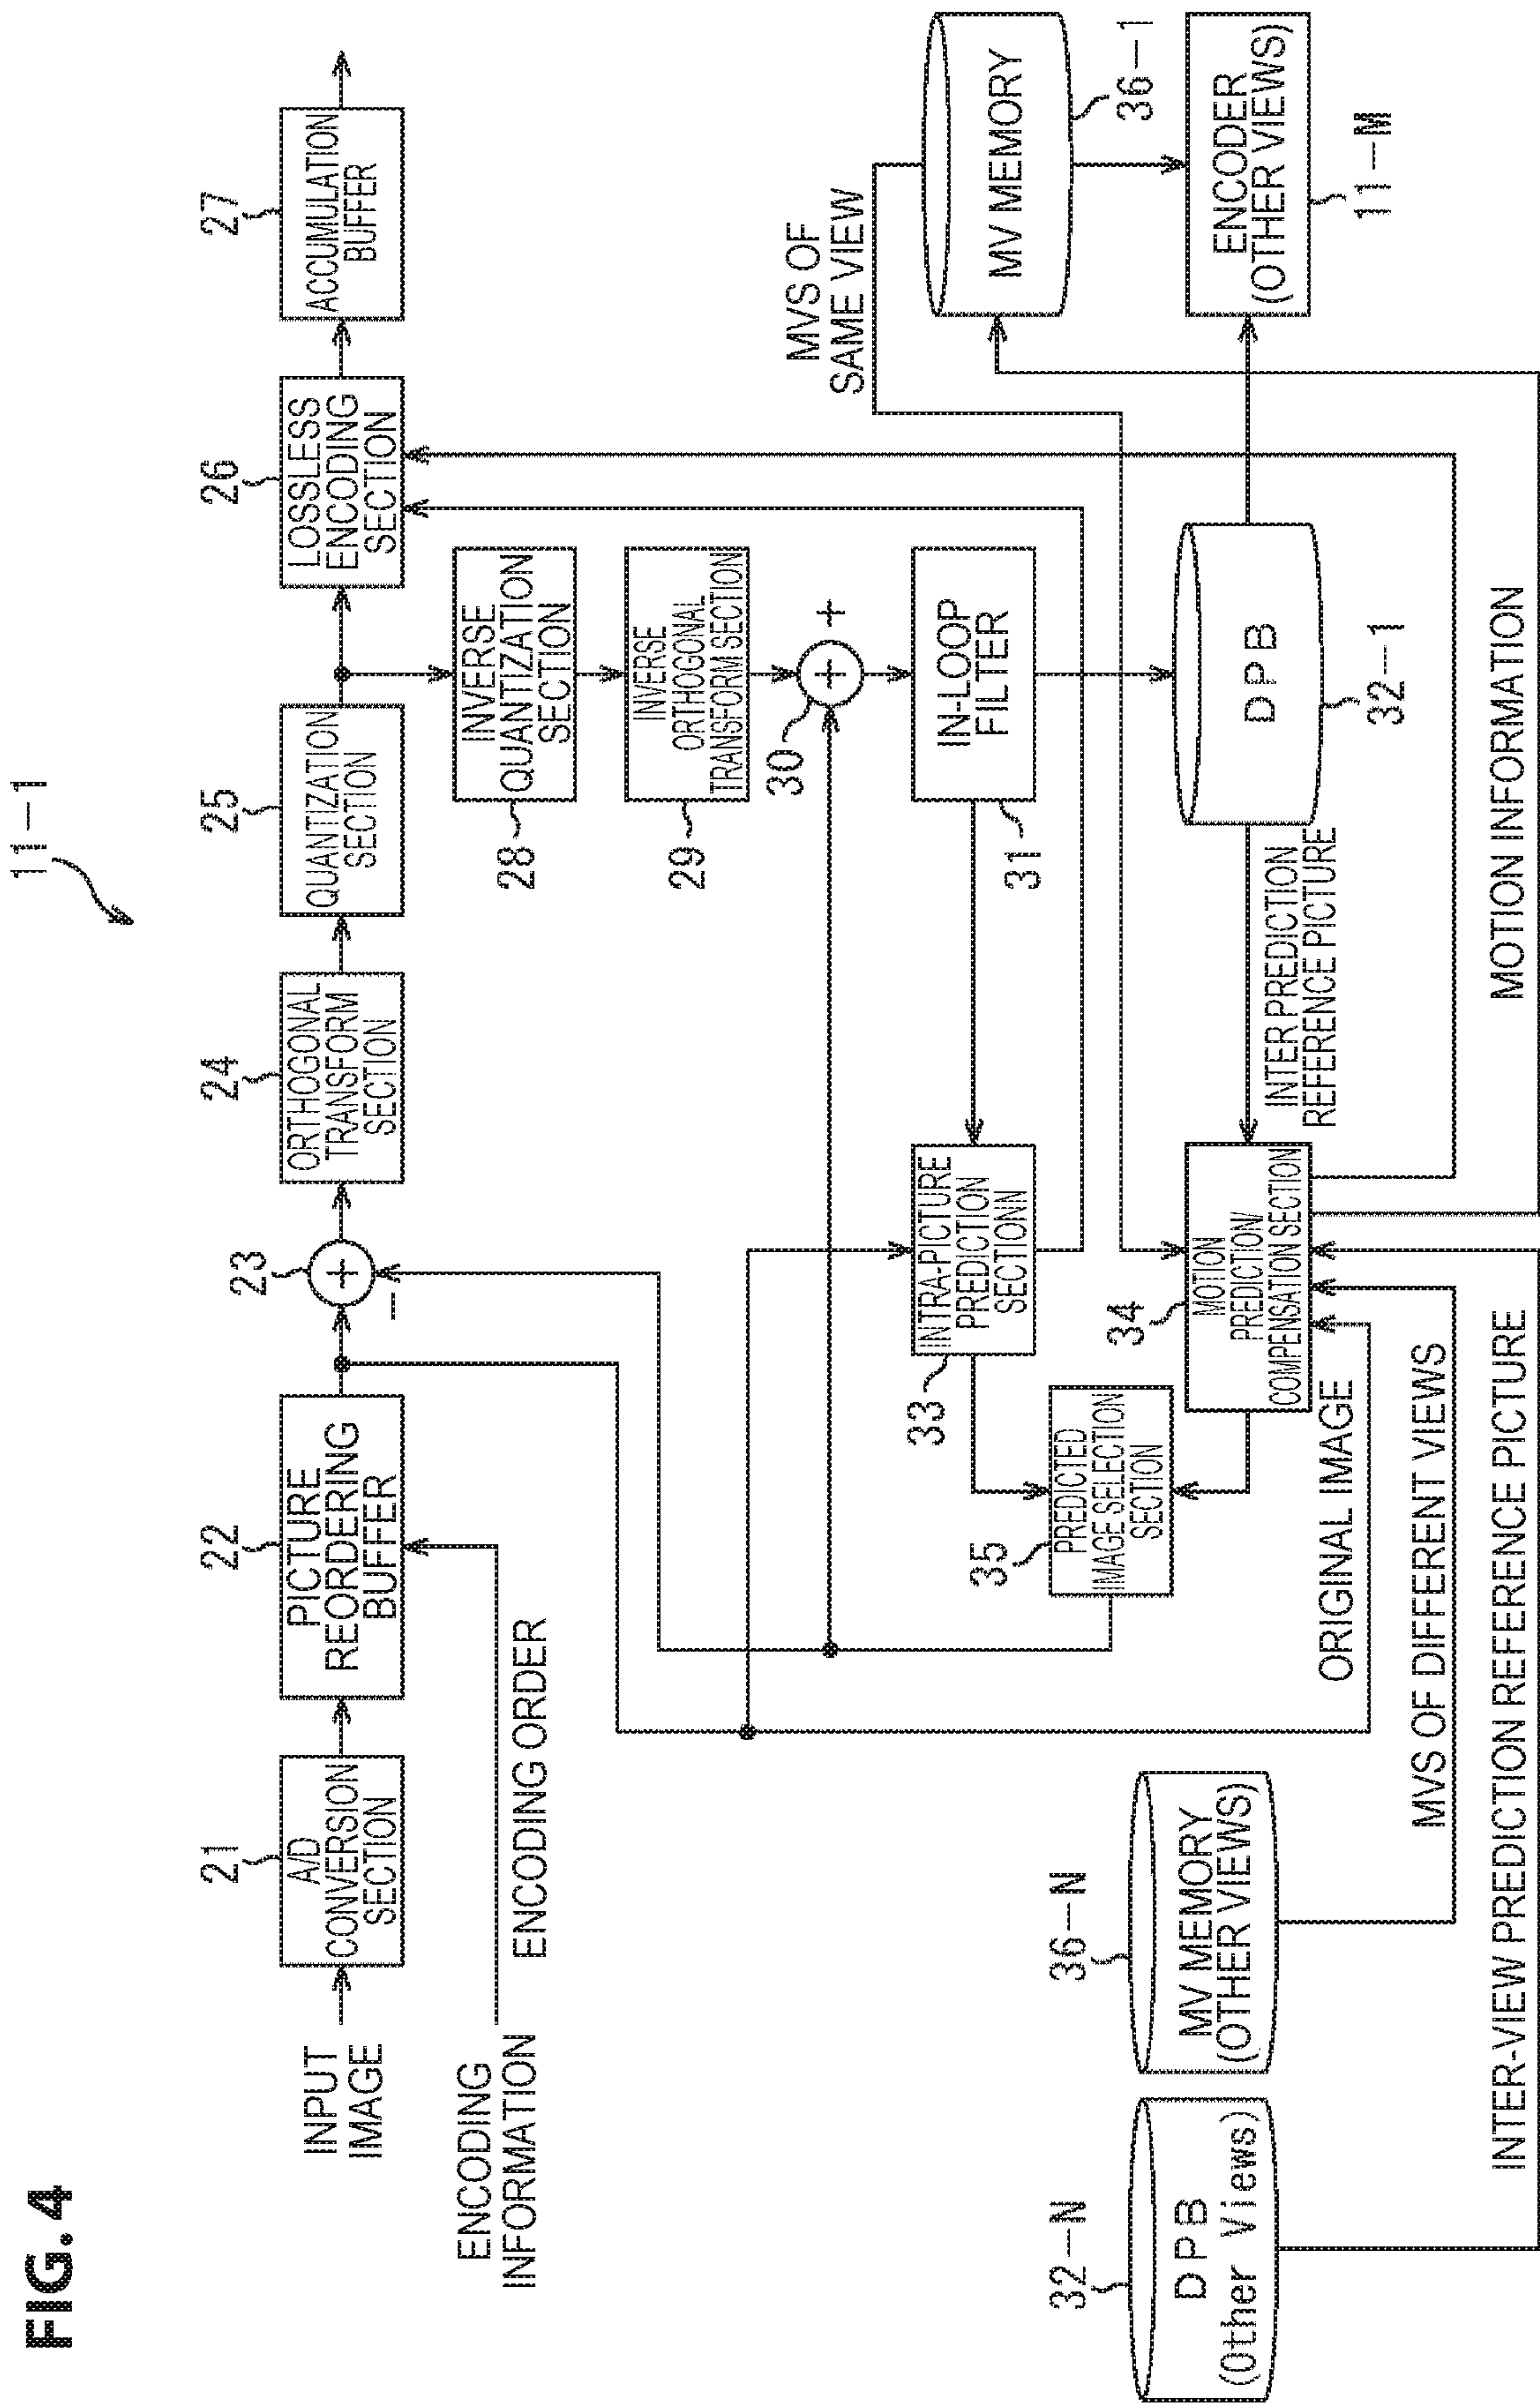 FIG. 4
11-1
21
A/D
CONVERSION
SECTION
22
PICTURE
REORDERING
BUFFER
23
+
-
24
ORTHOGONAL
TRANSFORM
SECTION
25
QUANTIZATION
SECTION
26
LOSSLESS
ENCODING
SECTION
27
ACCUMULATION
BUFFER
INPUT
IMAGE
ENCODING
INFORMATION
ENCODING ORDER
INVERSE
QUANTIZATION
SECTION
28
INVERSE
ORTHOGONAL
TRANSFORM SECTION
29
+
+
30
IN-LOOP
FILTER
31
MVS OF
SAME VIEW
MV MEMORY
36-1
33
INTRA-PICTURE
PREDICTION
SECTIONN
35
PREDICTED
IMAGE SELECTION
SECTION
34
MOTION
PREDICTION/
COMPENSATION SECTION
INTER PREDICTION
REFERENCE PICTURE
DPB
32-1
ENCODER
(OTHER VIEWS)
11-M
32-N
DPB
(Other Views)
36-N
MV MEMORY
(OTHER VIEWS)
ORIGINAL IMAGE
MVS OF DIFFERENT VIEWS
INTER-VIEW PREDICTION REFERENCE PICTURE
MOTION INFORMATION